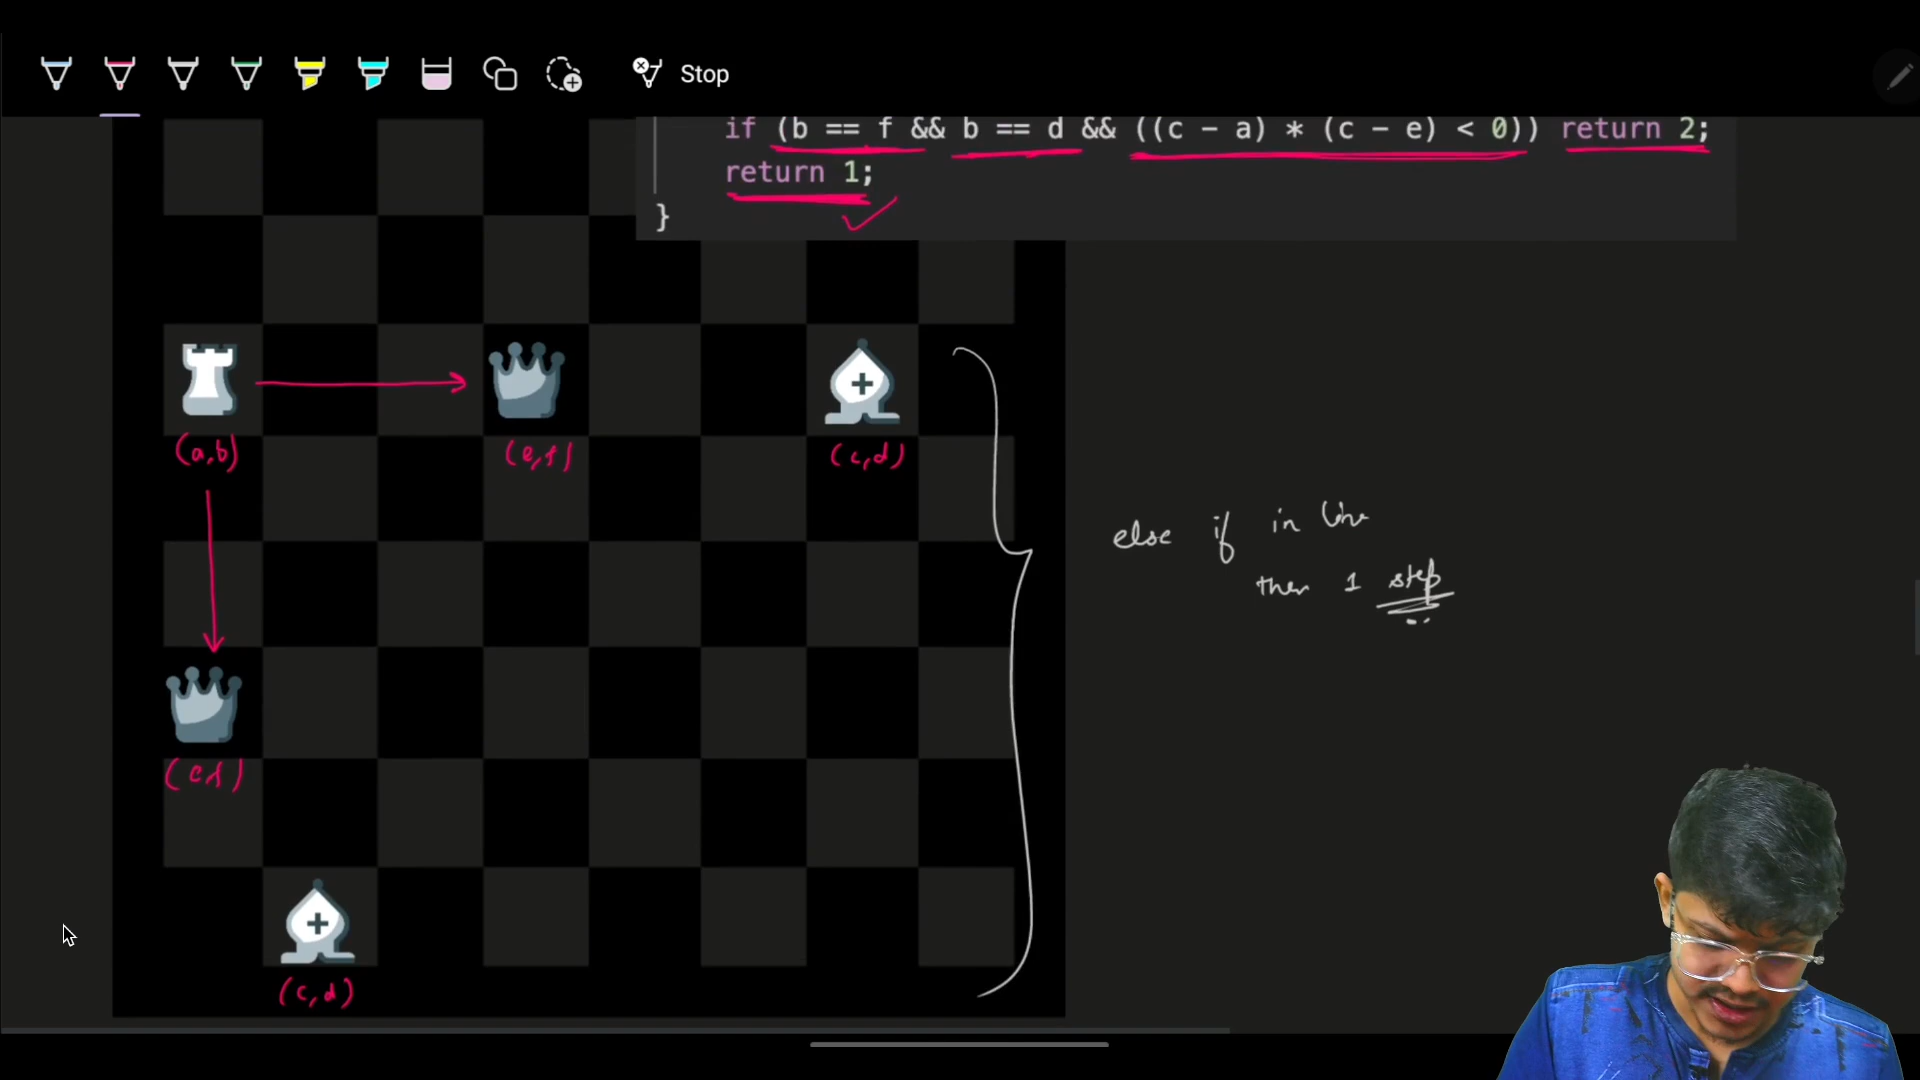 Stop
if (b == f && b == d && ((c - a) * (c - e) < 0)) return 2;
return 1;
}
(a,b)
(e,f)
(c,d)
else if in line
then 1 step
(e,f)
(c,d)